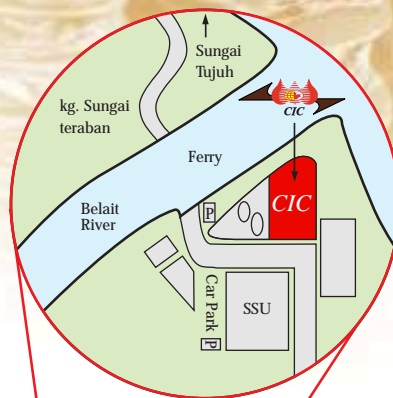 Sungai
Tujuh
kg. Sungai
teraban
CIC
Ferry
Belait
River
P
CIC
Car Park
SSU
P